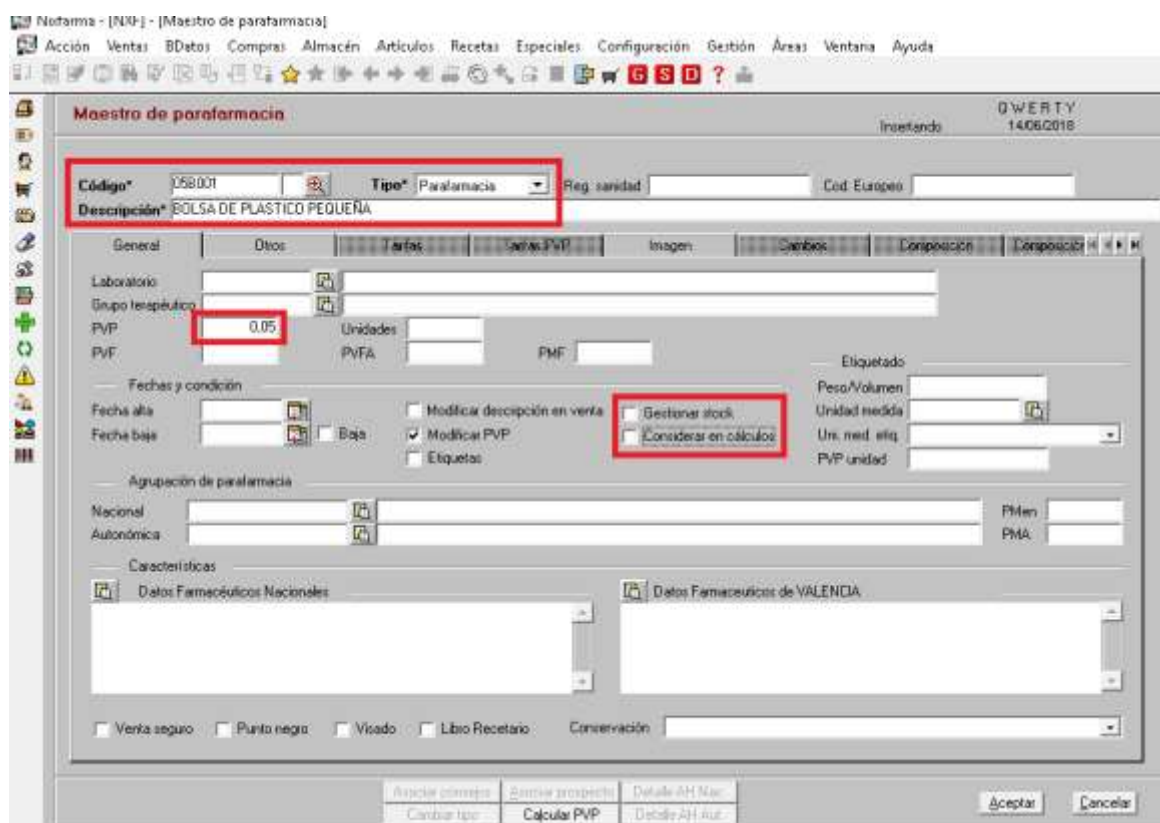 Nixfarma - [NXF] - [Maestro de parafarmacia]
Acción Ventas BDatos Compras Almacén Artículos Recetas Especiales Configuración Gestión Áreas Ventana Ayuda
G S D ?
Maestro de parafarmacia Insertando QWERTY
14/06/2018
Código* 05B001 Tipo* Parafarmacia Reg. sanidad Cod. Europeo
Descripción* BOLSA DE PLASTICO PEQUEÑA
General Otros Tarifas Tarifas PVP Imagen Cambios Composición Composición
Laboratorio
Grupo terapéutico
PVP 0,05 Unidades
PVF PVFA PMF
Etiquetado
Peso/Volumen
Fechas y condición
Fecha alta Modificar descripción en venta Gestionar stock Unidad medida
Fecha baja Baja Modificar PVP Considerar en cálculos Uni. med. etiq.
Etiquetas PVP unidad
Agrupación de parafarmacia
Nacional PMen
Autonómica PMA
Características
Datos Farmacéuticos Nacionales Datos Farmaceuticos de VALENCIA
Venta seguro Punto negro Visado Libro Recetario Conservación
Asociar consejos Asociar prospecto Detalle AH Nac.
Cambiar tipo Calcular PVP Detalle AH Aut.
Aceptar Cancelar